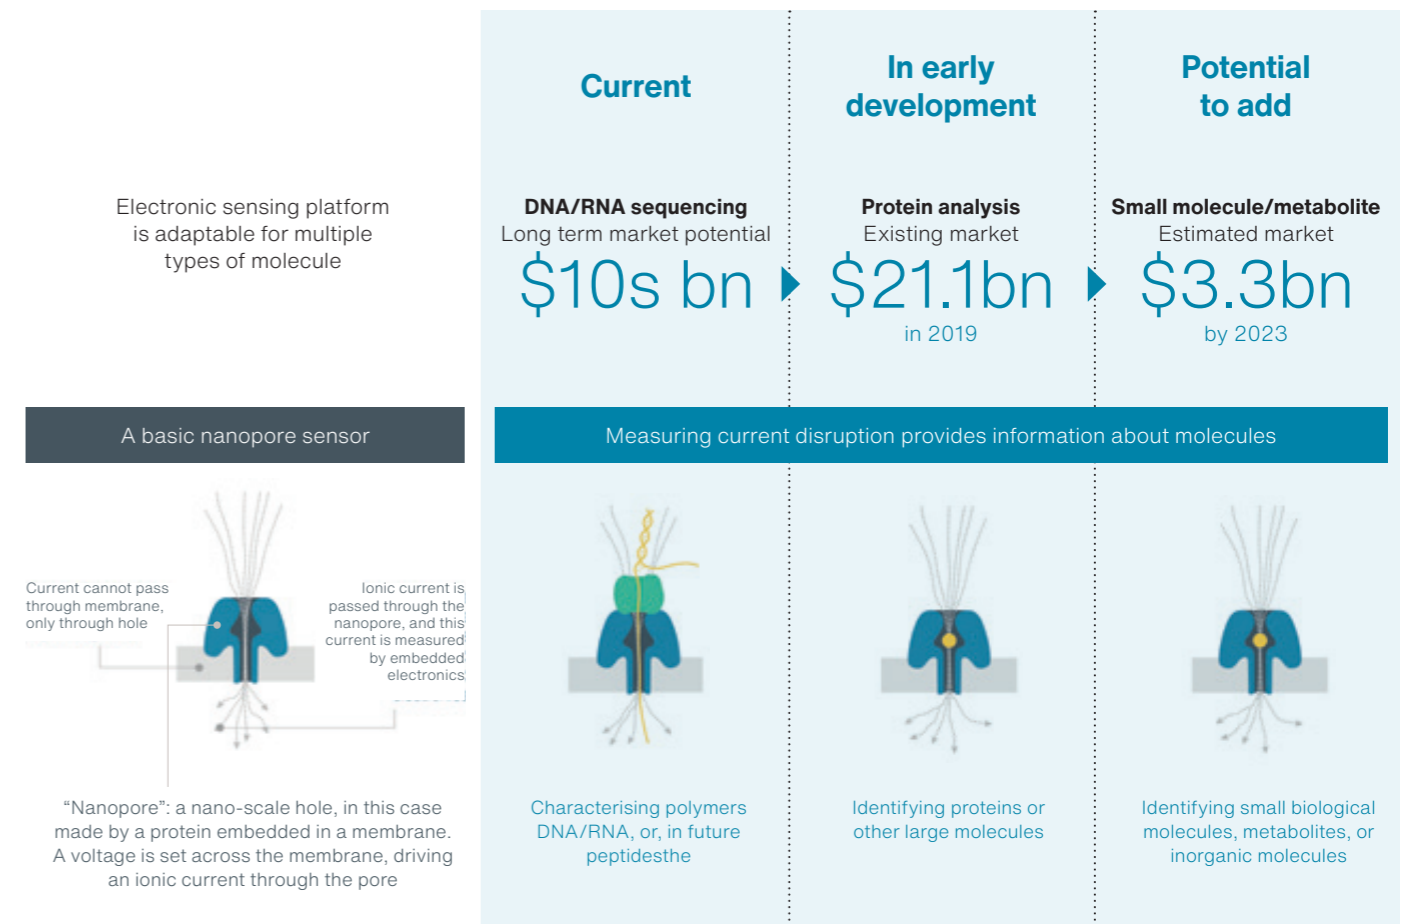 Electronic sensing platform
is adaptable for multiple
types of molecule
Current
DNA/RNA sequencing
Long term market potential
$10s bn
In early
development
Protein analysis
Existing market
$21.1bn
in 2019
Potential
to add
Small molecule/metabolite
Estimated market
$3.3bn
by 2023
A basic nanopore sensor
Measuring current disruption provides information about molecules
Current cannot pass
through membrane,
only through hole
Ionic current is
passed through the
nanopore, and this
current is measured
by embedded
electronics
“Nanopore”: a nano-scale hole, in this case
made by a protein embedded in a membrane.
A voltage is set across the membrane, driving
an ionic current through the pore
Characterising polymers
DNA/RNA, or, in future
peptidesthe
Identifying proteins or
other large molecules
Identifying small biological
molecules, metabolites, or
inorganic molecules